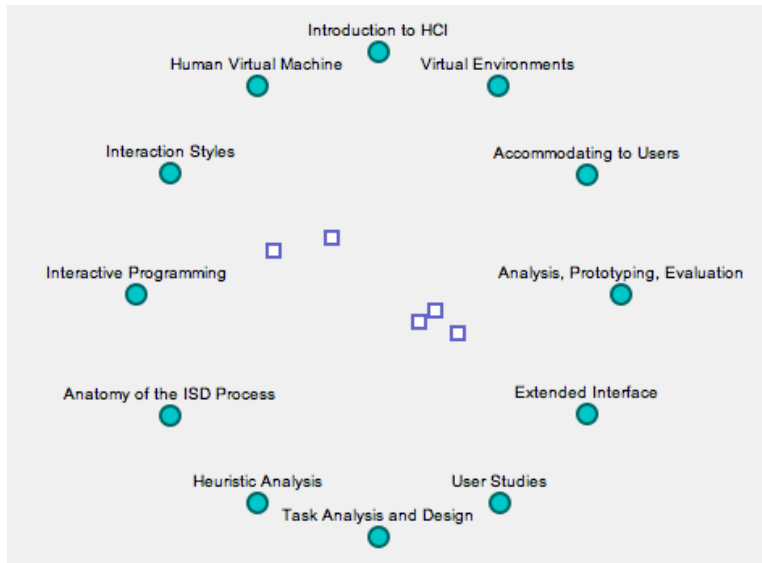 Introduction to HCI
Human Virtual Machine
Virtual Environments
Interaction Styles
Accommodating to Users
Interactive Programming
Analysis, Prototyping, Evaluation
Anatomy of the ISD Process
Extended Interface
Heuristic Analysis
User Studies
Task Analysis and Design